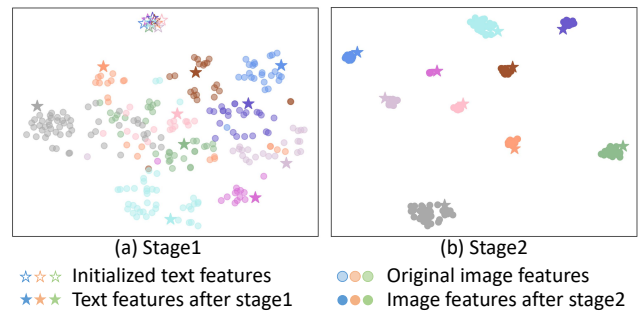 (a) Stage1
(b) Stage2
Initialized text features
Original image features
Text features after stage1
Image features after stage2